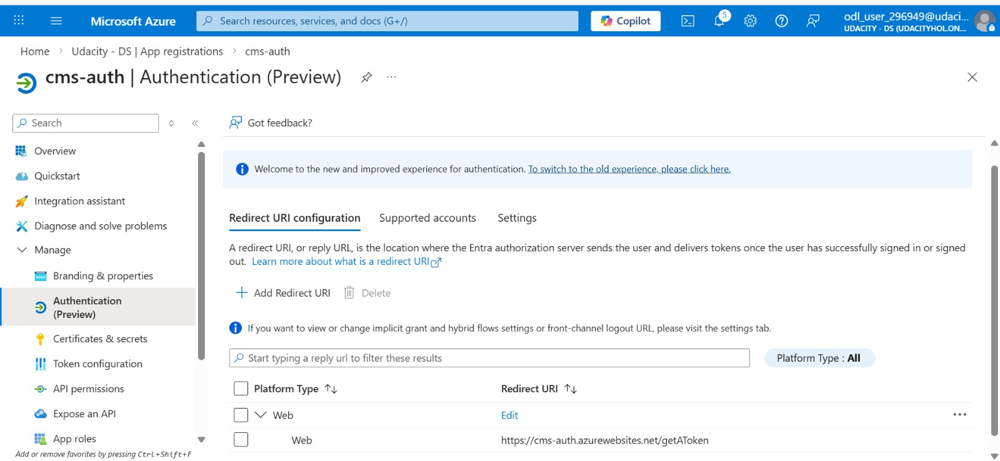 Microsoft Azure
Search resources, services, and docs (G+/)
Copilot
5
odl_user_296949@udaci...
UDACITY - DS (UDACITYHOL.ON...
Home > Udacity - DS | App registrations > cms-auth
cms-auth | Authentication (Preview)
Search
Got feedback?
Overview
Quickstart
Integration assistant
Diagnose and solve problems
Manage
Branding & properties
Authentication
(Preview)
Certificates & secrets
Token configuration
API permissions
Expose an API
App roles
Add or remove favorites by pressing Ctrl+Shift+F
Welcome to the new and improved experience for authentication. To switch to the old experience, please click here.
Redirect URI configuration Supported accounts Settings
A redirect URI, or reply URL, is the location where the Entra authorization server sends the user and delivers tokens once the user has successfully signed in or signed
out. Learn more about what is a redirect URI
Add Redirect URI Delete
If you want to view or change implicit grant and hybrid flows settings or front-channel logout URL, please visit the settings tab.
Start typing a reply url to filter these results
Platform Type : All
Platform Type Redirect URI
Web Edit
Web https://cms-auth.azurewebsites.net/getAToken